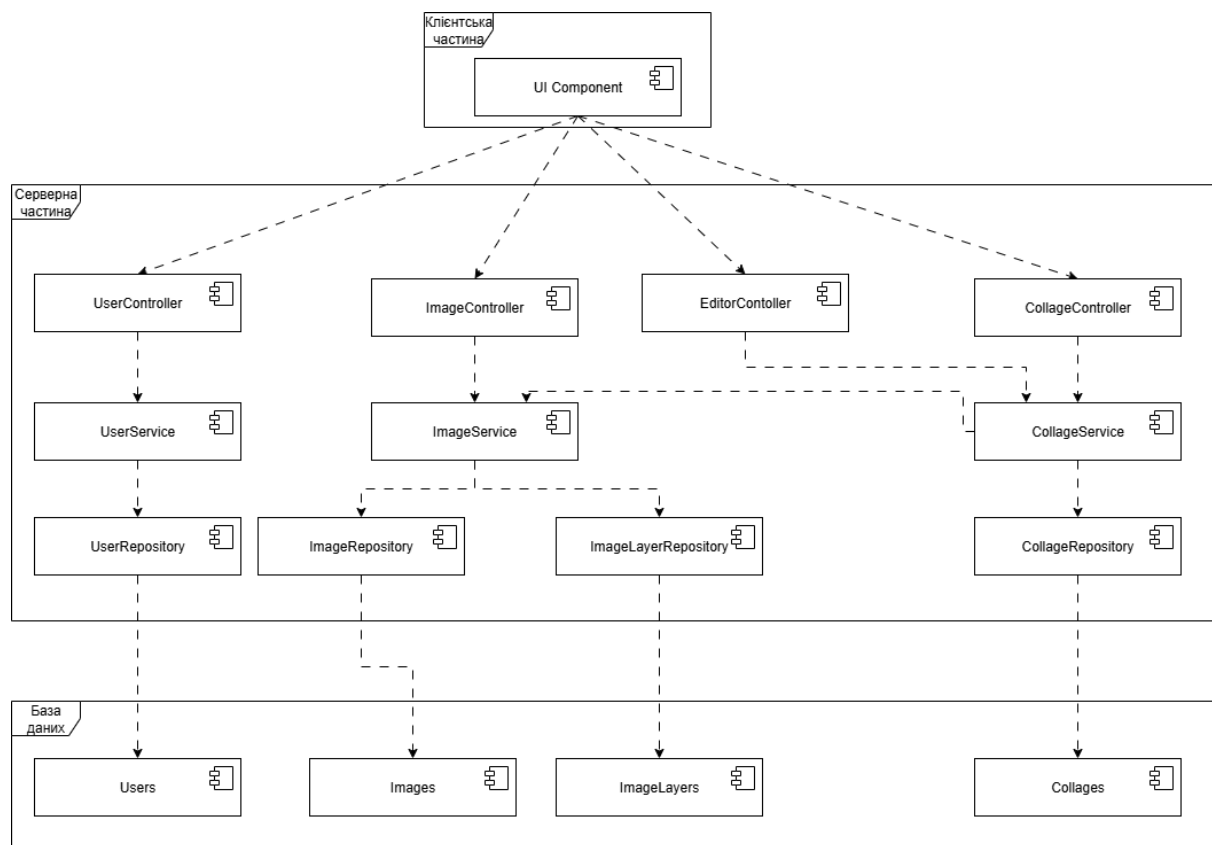 Клієнтська
частина
UI Component
Серверна
частина
UserController
ImageController
EditorContoller
CollageController
UserService
ImageService
CollageService
UserRepository
ImageRepository
ImageLayerRepository
CollageRepository
База
даних
Users
Images
ImageLayers
Collages